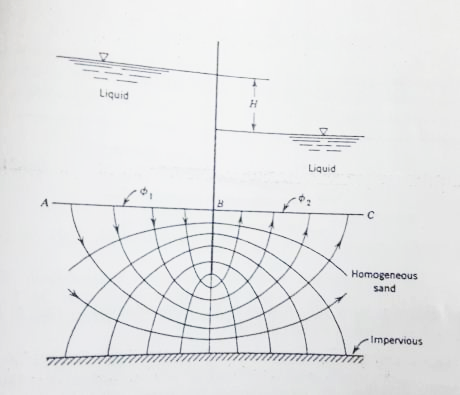 Liquid
H
Liquid
A
ϕ1
B
ϕ2
C
Homogeneous
sand
Impervious